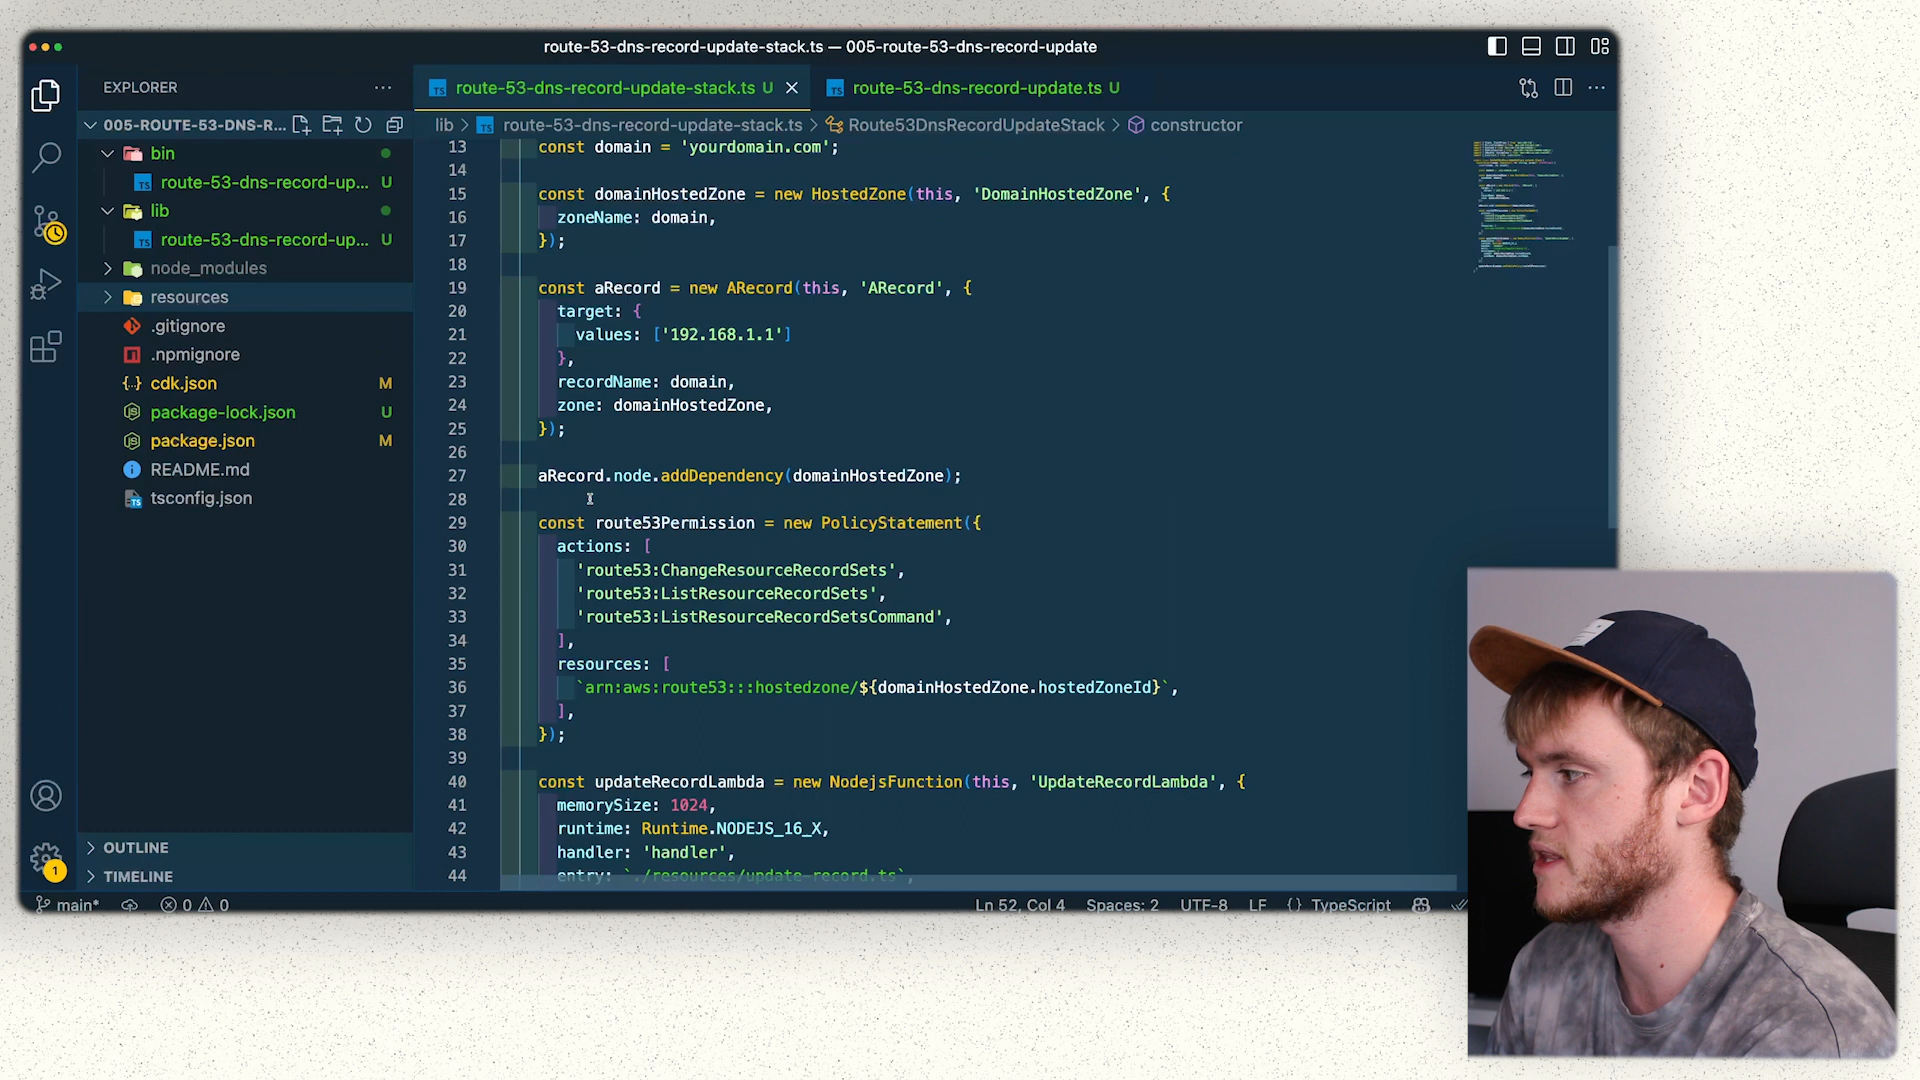 route-53-dns-record-update-stack.ts — 005-route-53-dns-record-update
EXPLORER
route-53-dns-record-update-stack.ts U
route-53-dns-record-update.ts U
005-ROUTE-53-DNS-R...
lib > route-53-dns-record-update-stack.ts > Route53DnsRecordUpdateStack > constructor
bin
route-53-dns-record-up... U
lib
route-53-dns-record-up... U
node_modules
resources
.gitignore
.npmignore
cdk.json M
package-lock.json U
package.json M
README.md
tsconfig.json
OUTLINE
TIMELINE
13 const domain = 'yourdomain.com';
14
15 const domainHostedZone = new HostedZone(this, 'DomainHostedZone', {
16 zoneName: domain,
17 });
18
19 const aRecord = new ARecord(this, 'ARecord', {
20 target: {
21 values: ['192.168.1.1']
22 },
23 recordName: domain,
24 zone: domainHostedZone,
25 });
26
27 aRecord.node.addDependency(domainHostedZone);
28
29 const route53Permission = new PolicyStatement({
30 actions: [
31 'route53:ChangeResourceRecordSets',
32 'route53:ListResourceRecordSets',
33 'route53:ListResourceRecordSetsCommand',
34 ],
35 resources: [
36 `arn:aws:route53:::hostedzone/${domainHostedZone.hostedZoneId}`,
37 ],
38 });
39
40 const updateRecordLambda = new NodejsFunction(this, 'UpdateRecordLambda', {
41 memorySize: 1024,
42 runtime: Runtime.NODEJS_16_X,
43 handler: 'handler',
44 entry: `./resources/update-record.ts`,
1
main* 0 0 Ln 52, Col 4 Spaces: 2 UTF-8 LF {} TypeScript